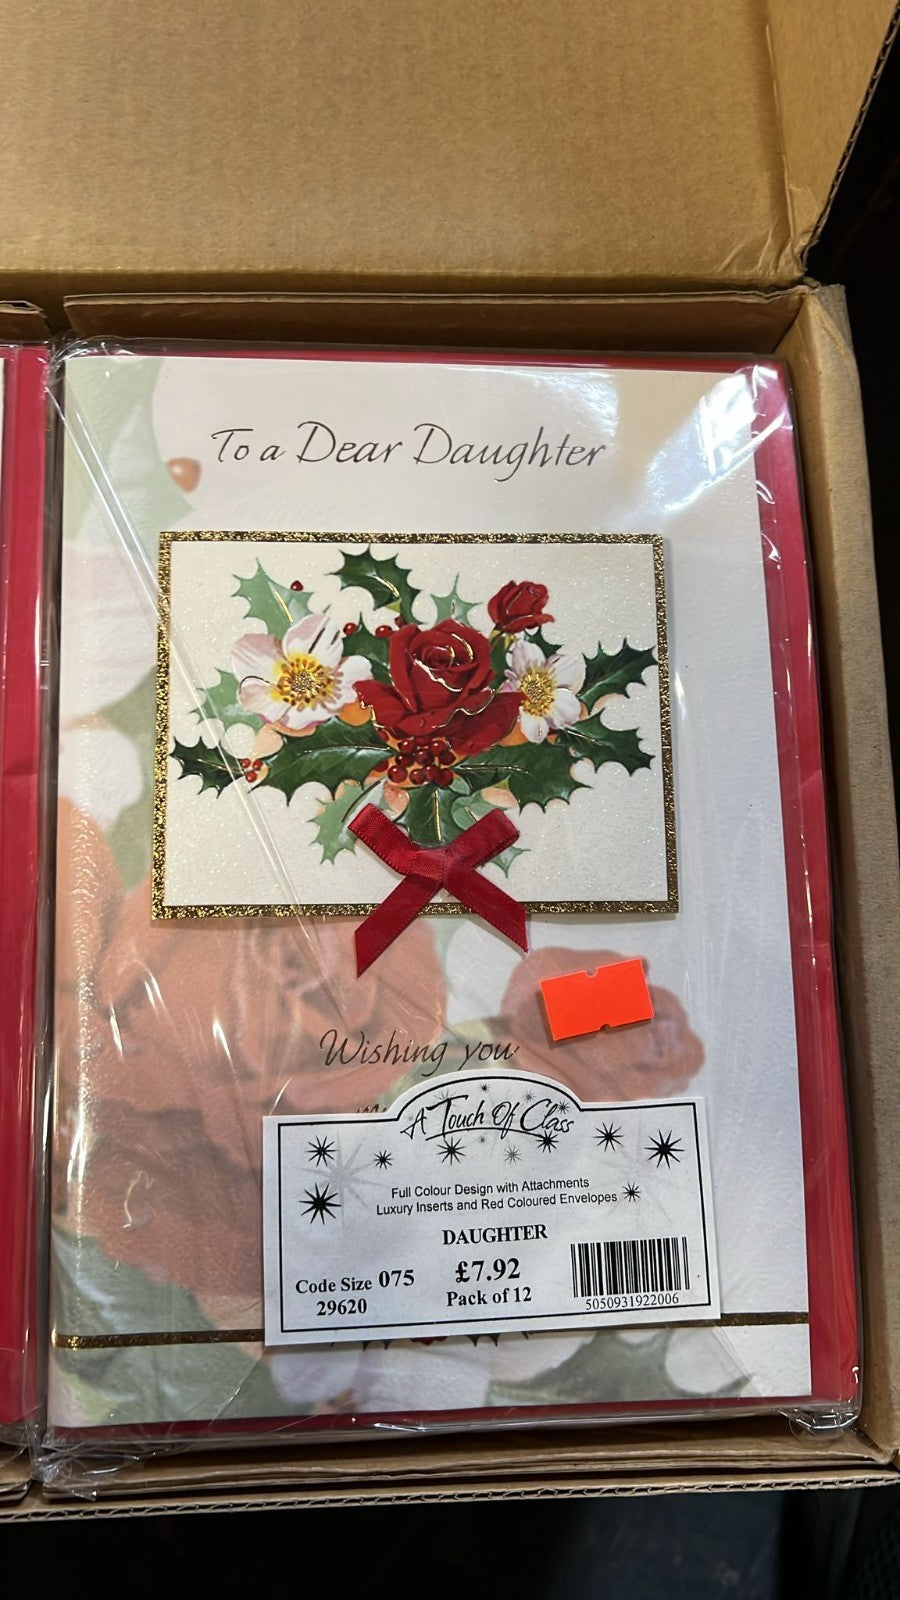 To a Dear Daughter
Wishing you
A Touch Of Class
Full Colour Design with Attachments
Luxury Inserts and Red Coloured Envelopes
DAUGHTER
Code Size 075
29620
£7.92
Pack of 12
5050931922006